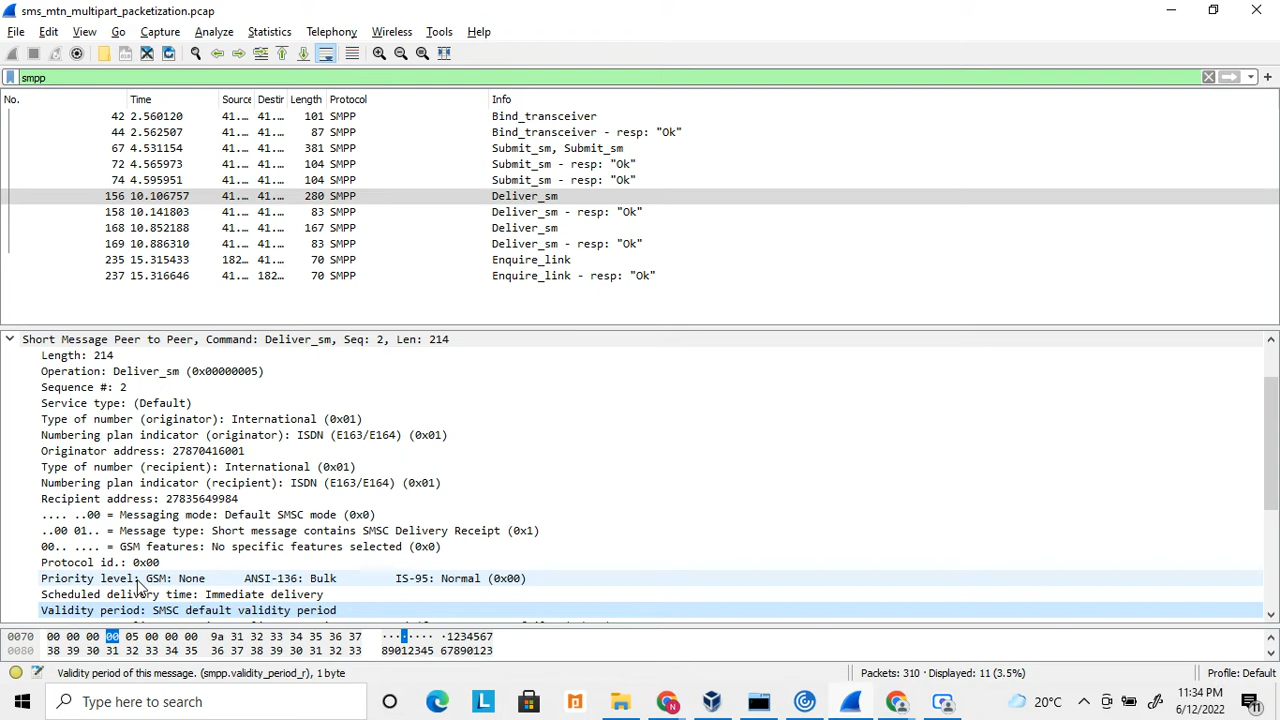 sms_mtn_multipart_packetization.pcap
File Edit View Go Capture Analyze Statistics Telephony Wireless Tools Help
smpp
No. Time Source Destir Length Protocol Info
42 2.560120 41.… 41.… 101 SMPP Bind_transceiver
44 2.562507 41.… 41.… 87 SMPP Bind_transceiver - resp: "Ok"
67 4.531154 41.… 41.… 381 SMPP Submit_sm, Submit_sm
72 4.565973 41.… 41.… 104 SMPP Submit_sm - resp: "Ok"
74 4.595951 41.… 41.… 104 SMPP Submit_sm - resp: "Ok"
156 10.106757 41.… 41.… 280 SMPP Deliver_sm
158 10.141803 41.… 41.… 83 SMPP Deliver_sm - resp: "Ok"
168 10.852188 41.… 41.… 167 SMPP Deliver_sm
169 10.886310 41.… 41.… 83 SMPP Deliver_sm - resp: "Ok"
235 15.315433 182… 41.… 70 SMPP Enquire_link
237 15.316646 41.… 182… 70 SMPP Enquire_link - resp: "Ok"
Short Message Peer to Peer, Command: Deliver_sm, Seq: 2, Len: 214
Length: 214
Operation: Deliver_sm (0x00000005)
Sequence #: 2
Service type: (Default)
Type of number (originator): International (0x01)
Numbering plan indicator (originator): ISDN (E163/E164) (0x01)
Originator address: 27870416001
Type of number (recipient): International (0x01)
Numbering plan indicator (recipient): ISDN (E163/E164) (0x01)
Recipient address: 27835649984
.... ..00 = Messaging mode: Default SMSC mode (0x0)
..00 01.. = Message type: Short message contains SMSC Delivery Receipt (0x1)
00.. .... = GSM features: No specific features selected (0x0)
Protocol id.: 0x00
Priority level: GSM: None ANSI-136: Bulk IS-95: Normal (0x00)
Scheduled delivery time: Immediate delivery
Validity period: SMSC default validity period
0070 00 00 00 00 05 00 00 00 9a 31 32 33 34 35 36 37 ········ ·1234567
0080 38 39 30 31 32 33 34 35 36 37 38 39 30 31 32 33 89012345 67890123
Validity period of this message. (smpp.validity_period_r), 1 byte
Packets: 310 · Displayed: 11 (3.5%)
Profile: Default
Type here to search
20°C
11:34 PM
6/12/2022
11